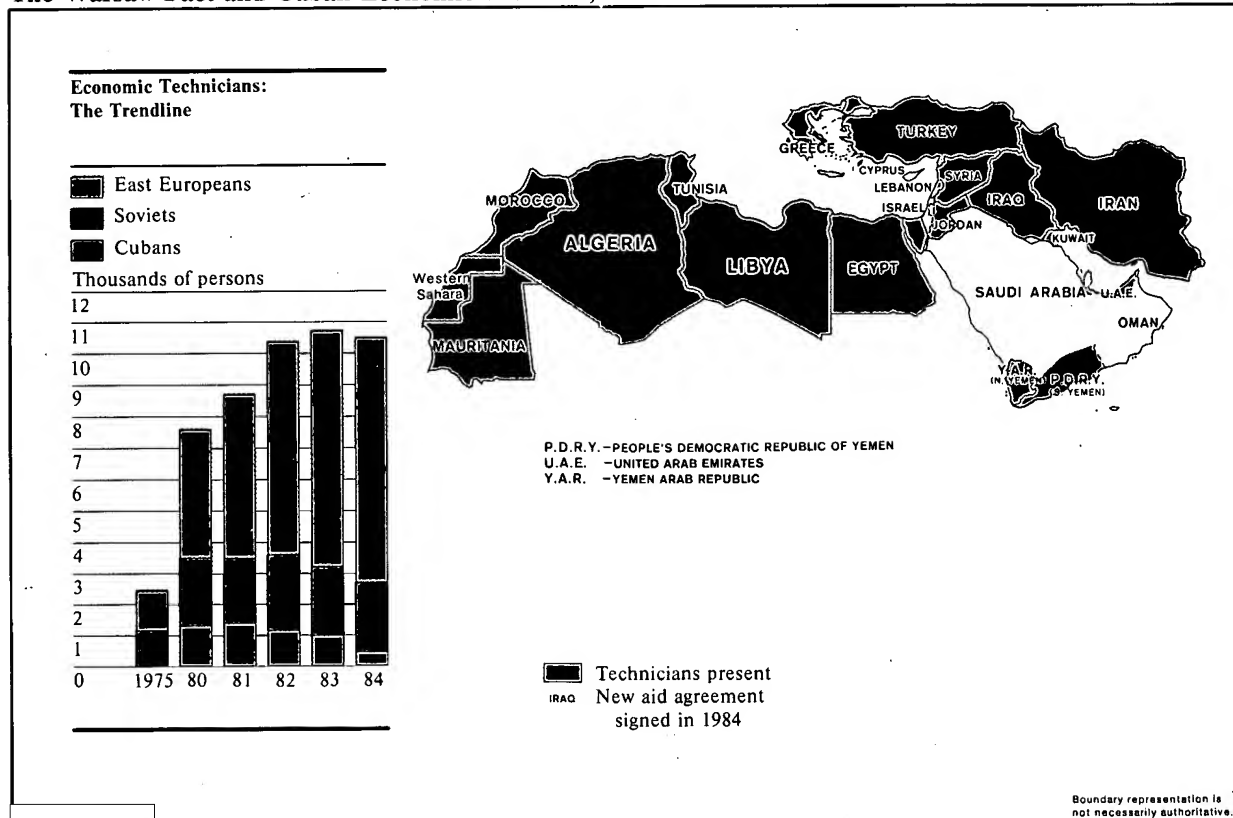 Economic Technicians:
The Trendline
East Europeans
Soviets
Cubans
Thousands of persons
12
11
10
9
8
7
6
5
4
3
2
1
0 1975 80 81 82 83 84
GREECE
TURKEY
CYPRUS
LEBANON
SYRIA
ISRAEL
IRAQ
IRAN
JORDAN
KUWAIT
MOROCCO
TUNISIA
ALGERIA
LIBYA
EGYPT
Western
Sahara
MAURITANIA
SAUDI ARABIA
U.A.E.
OMAN
Y.A.R.
(N. YEMEN)
P.D.R.Y.
(S. YEMEN)
P.D.R.Y.-PEOPLE'S DEMOCRATIC REPUBLIC OF YEMEN
U.A.E. -UNITED ARAB EMIRATES
Y.A.R. -YEMEN ARAB REPUBLIC
Technicians present
IRAQ New aid agreement
signed in 1984
Boundary representation is
not necessarily authoritative.